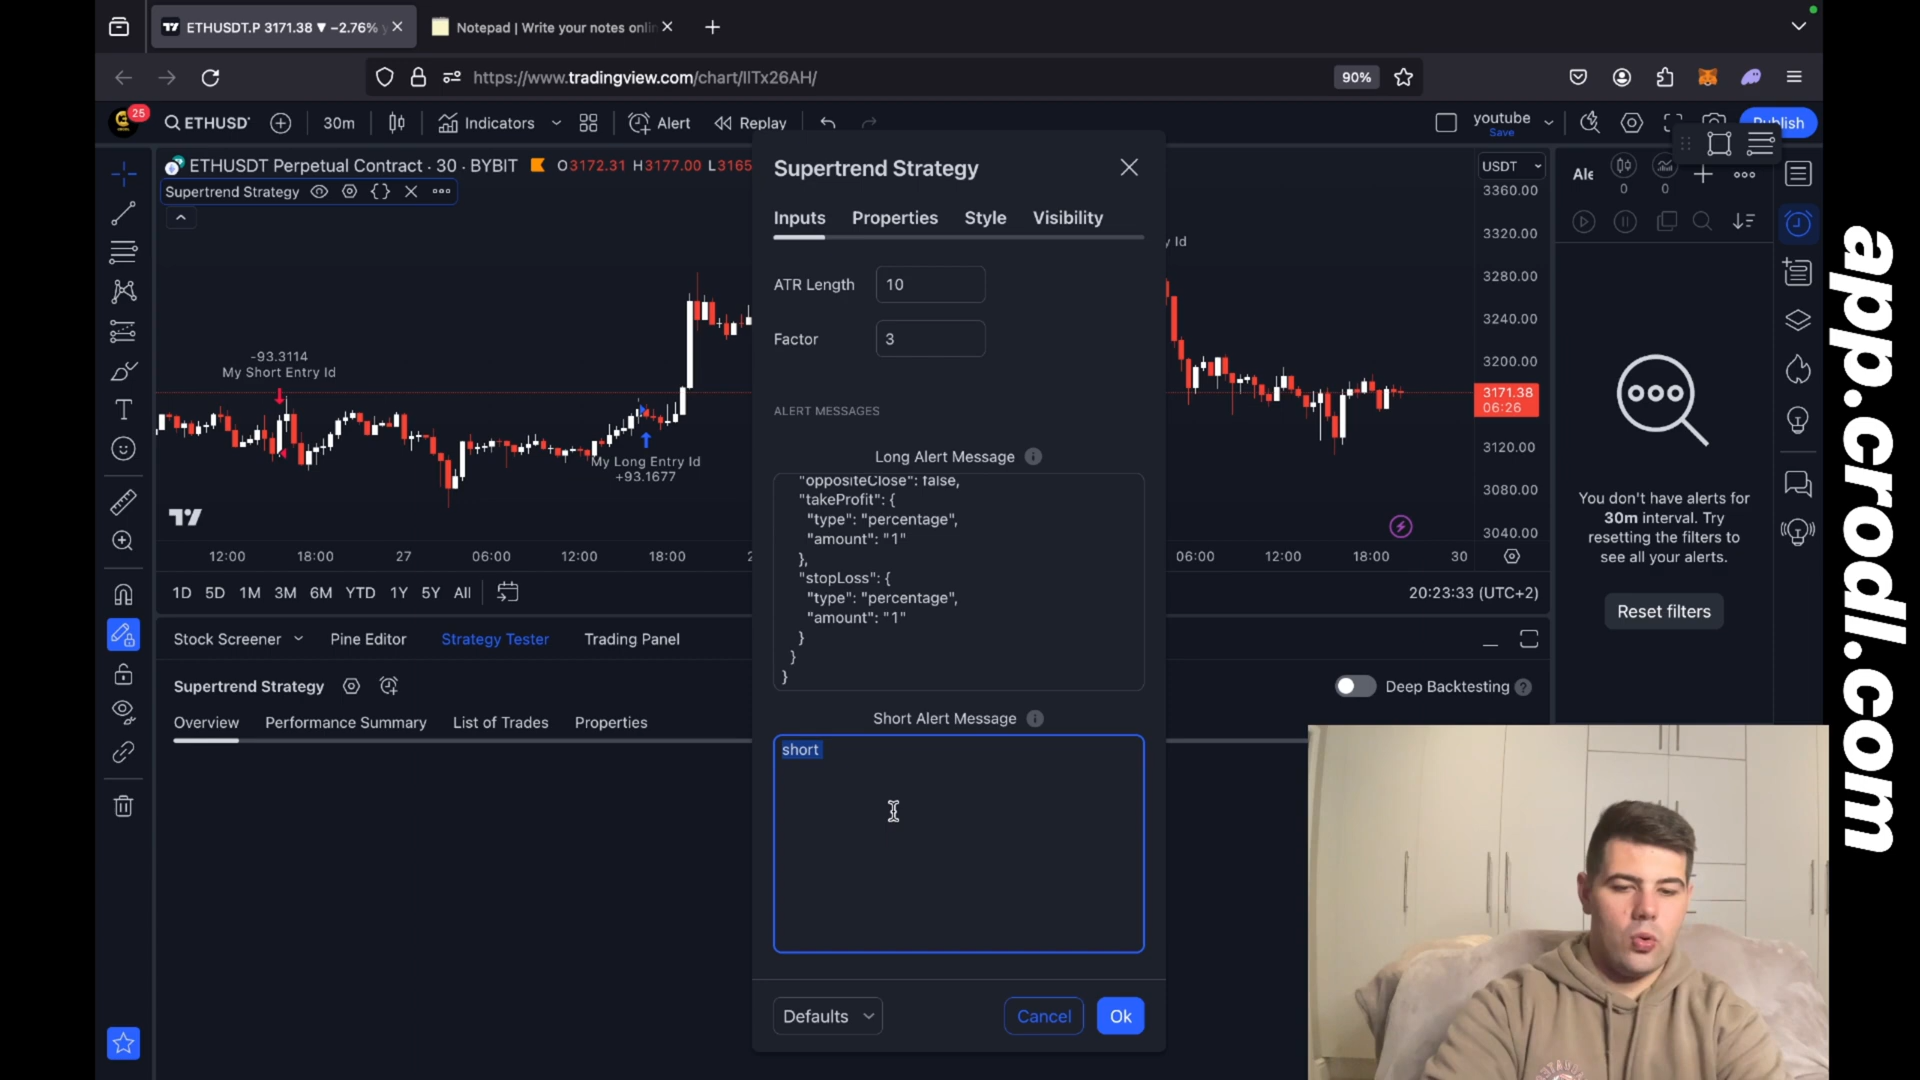 ETHUSDT.P 3171.38 ▼ −2.76%
Notepad | Write your notes onlin
https://www.tradingview.com/chart/IlTx26AH/
90%
25
ETHUSD
30m
Indicators
Alert
Replay
youtube
Save
Publish
ETHUSDT Perpetual Contract · 30 · BYBIT
O3172.31 H3177.00 L3165
Supertrend Strategy
USDT
3360.00
3320.00
3280.00
3240.00
3200.00
3171.38
06:26
3120.00
3080.00
3040.00
-93.3114
My Short Entry Id
My Long Entry Id
+93.1677
y Id
12:00
18:00
27
06:00
12:00
18:00
2
06:00
12:00
18:00
30
1D
5D
1M
3M
6M
YTD
1Y
5Y
All
20:23:33 (UTC+2)
Stock Screener
Pine Editor
Strategy Tester
Trading Panel
Supertrend Strategy
Deep Backtesting
Overview
Performance Summary
List of Trades
Properties
Supertrend Strategy
Inputs
Properties
Style
Visibility
ATR Length
10
Factor
3
ALERT MESSAGES
Long Alert Message
"oppositeClose": false,
"takeProfit": {
"type": "percentage",
"amount": "1"
},
"stopLoss": {
"type": "percentage",
"amount": "1"
}
}
}
Short Alert Message
short
Defaults
Cancel
Ok
Ale
0
0
You don't have alerts for
30m interval. Try
resetting the filters to
see all your alerts.
Reset filters
app.crodl.com